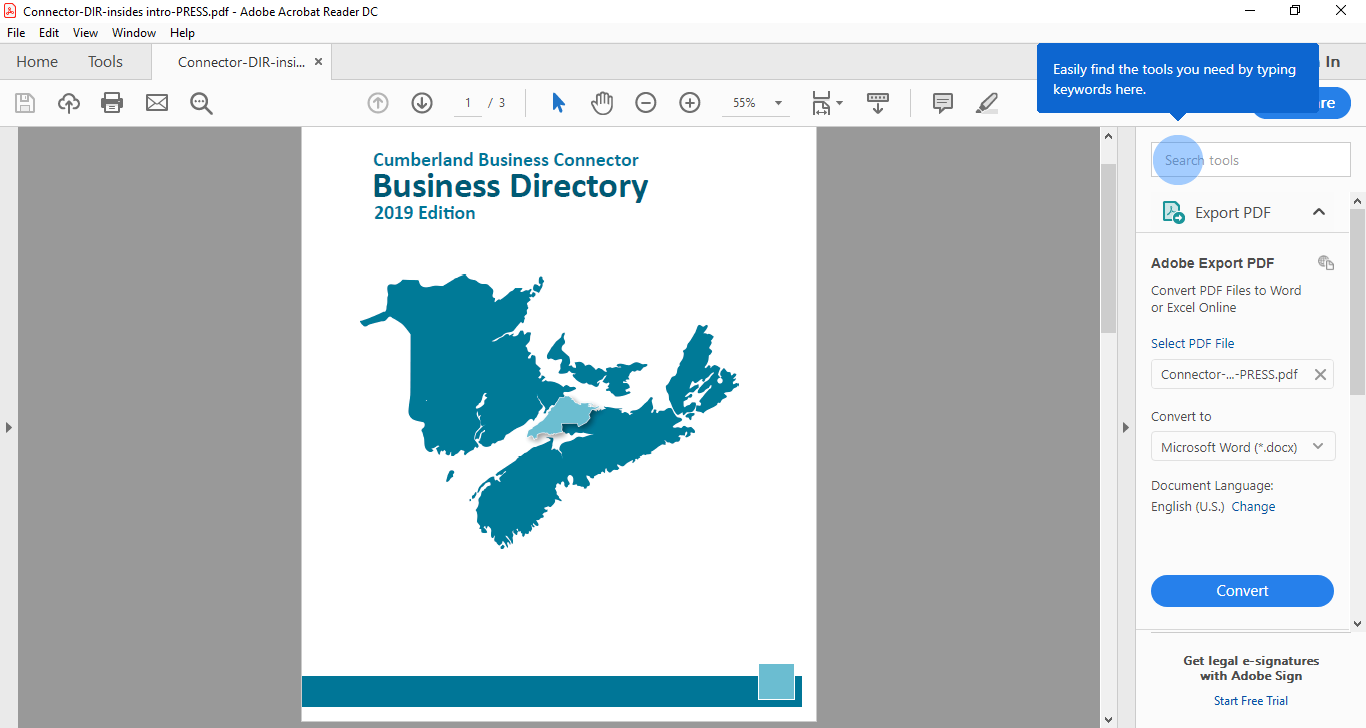 Connector-DIR-insides intro-PRESS.pdf - Adobe Acrobat Reader DC
File Edit View Window Help
Home Tools Connector-DIR-insi... ×
In
Easily find the tools you need by typing
keywords here.
1 / 3 55%
Search tools
Export PDF
Adobe Export PDF
Convert PDF Files to Word
or Excel Online
Select PDF File
Connector-...-PRESS.pdf
Convert to
Microsoft Word (*.docx)
Document Language:
English (U.S.) Change
Convert
Get legal e-signatures
with Adobe Sign
Start Free Trial
Cumberland Business Connector
Business Directory
2019 Edition